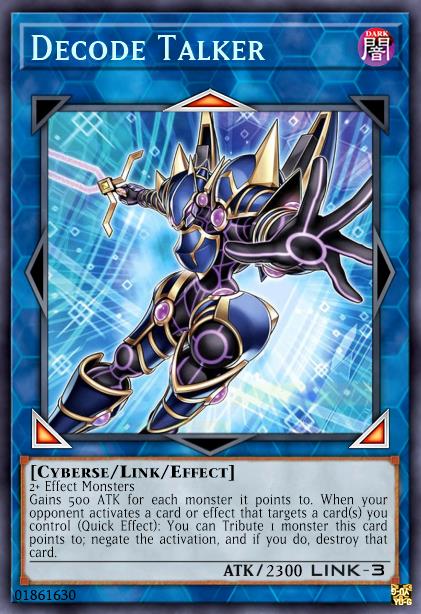 DECODE TALKER
DARK
闇
[CYBERSE/LINK/EFFECT]
2+ Effect Monsters
Gains 500 ATK for each monster it points to. When your
opponent activates a card or effect that targets a card(s) you
control (Quick Effect): You can Tribute 1 monster this card
points to; negate the activation, and if you do, destroy that
card.
ATK/2300 LINK-3
01861630